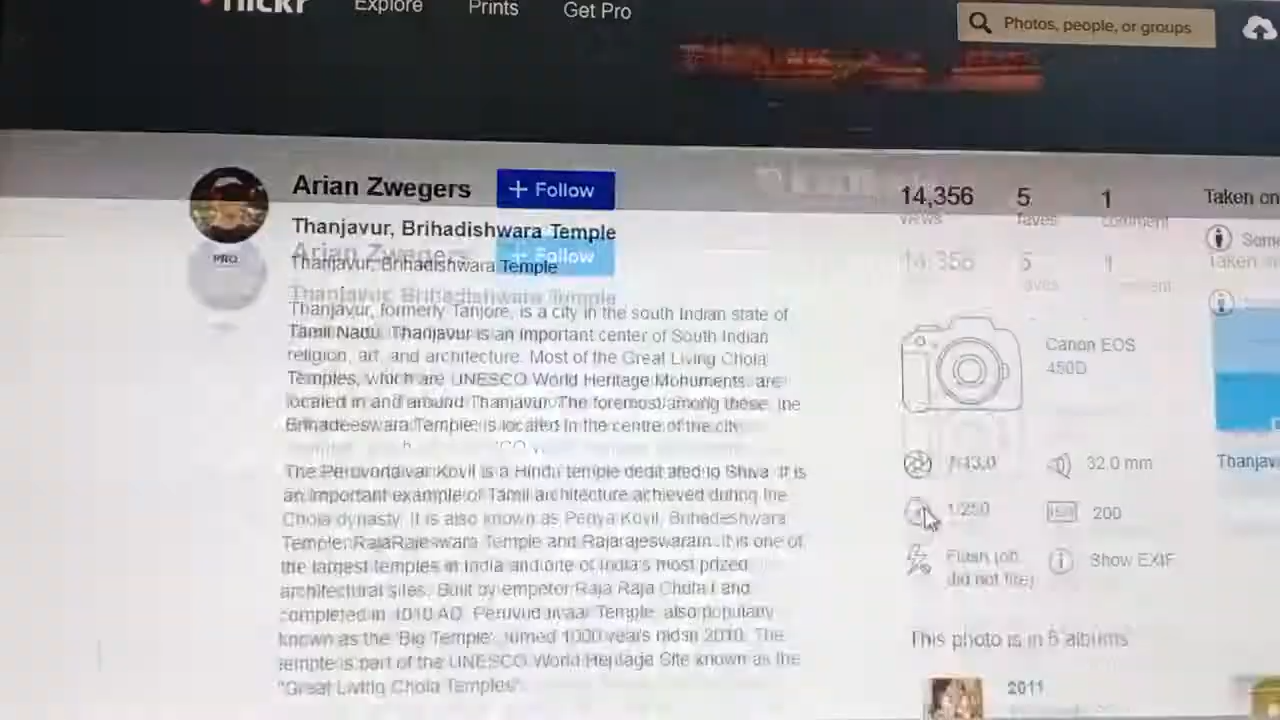 flickr
Explore
Prints
Get Pro
Photos, people, or groups
Arian Zwegers
+ Follow
Thanjavur, Brihadishwara Temple
Thanjavur, Brihadishwara Temple
Thanjavur, formerly Tanjore, is a city in the south Indian state of
Tamil Nadu. Thanjavur is an important center of South Indian
religion, art, and architecture. Most of the Great Living Chola
Temples, which are UNESCO World Heritage Monuments, are
located in and around Thanjavur. The foremost among these, the
Brihadeeswara Temple, is located in the centre of the city.
The Peruvudaiyar Kovil is a Hindu temple dedicated to Shiva. It is
an important example of Tamil architecture achieved during the
Chola dynasty. It is also known as Periya Kovil, Brihadeshwara
Temple, RajaRajeswara Temple and Rajarajeswaram. It is one of
the largest temples in India and one of India's most prized
architectural sites. Built by emperor Raja Raja Chola I and
completed in 1010 AD, Temple, also popularly
known as the 'Big Temple', turned 1000 years old in 2010. The
temple is part of the UNESCO World Heritage Site known as the
"Great Living Chola Temples".
PRO
14,356
views
5
faves
1
comment
Taken on
Canon EOS
450D
ƒ/13.0
32.0 mm
1/250
ISO
200
Flash (off,
did not fire)
Show EXIF
This photo is in 5 albums
2011